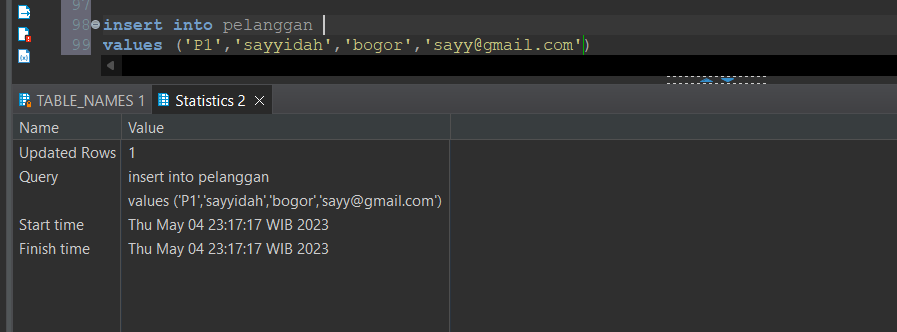 97
98 insert into pelanggan
99 values ('P1','sayyidah','bogor','sayy@gmail.com')
TABLE_NAMES 1 Statistics 2
Name Value
Updated Rows 1
Query insert into pelanggan
values ('P1','sayyidah','bogor','sayy@gmail.com')
Start time Thu May 04 23:17:17 WIB 2023
Finish time Thu May 04 23:17:17 WIB 2023